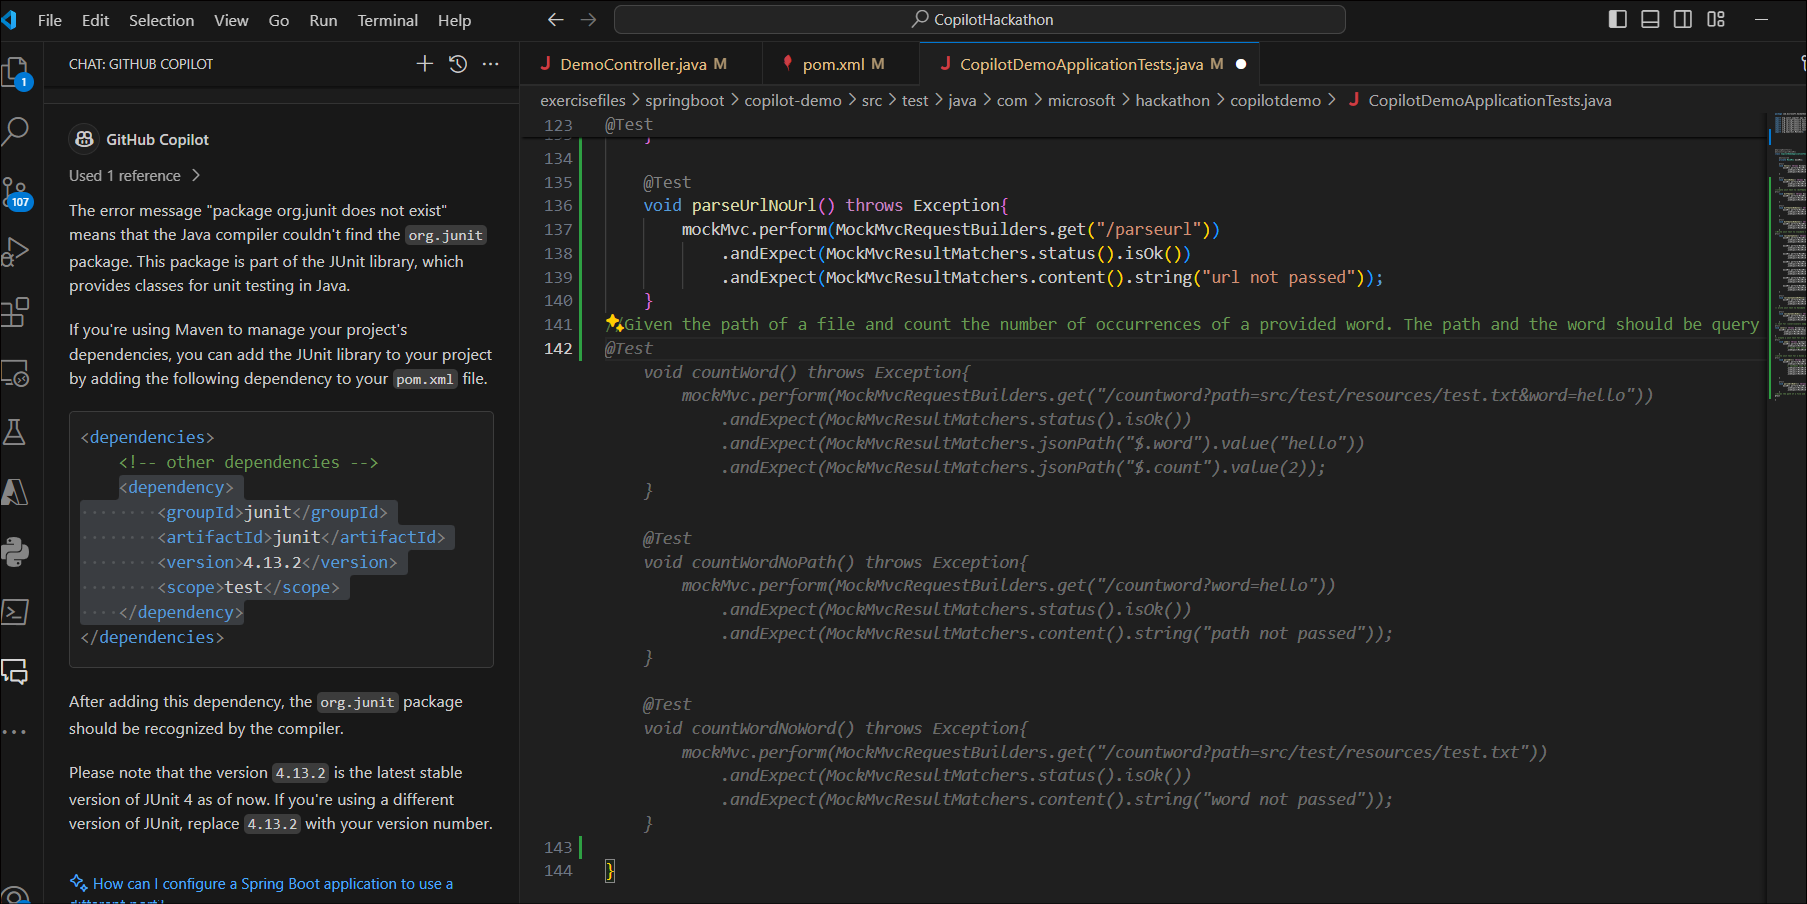 File Edit Selection View Go Run Terminal Help
CopilotHackathon
CHAT: GITHUB COPILOT
1
107
GitHub Copilot
Used 1 reference
The error message "package org.junit does not exist"
means that the Java compiler couldn't find the org.junit
package. This package is part of the JUnit library, which
provides classes for unit testing in Java.
If you're using Maven to manage your project's
dependencies, you can add the JUnit library to your project
by adding the following dependency to your pom.xml file.
<dependencies>
<!-- other dependencies -->
<dependency>
<groupId>junit</groupId>
<artifactId>junit</artifactId>
<version>4.13.2</version>
<scope>test</scope>
</dependency>
</dependencies>
After adding this dependency, the org.junit package
should be recognized by the compiler.
Please note that the version 4.13.2 is the latest stable
version of JUnit 4 as of now. If you're using a different
version of JUnit, replace 4.13.2 with your version number.
How can I configure a Spring Boot application to use a
DemoController.java M
pom.xml M
CopilotDemoApplicationTests.java M
exercisefiles > springboot > copilot-demo > src > test > java > com > microsoft > hackathon > copilotdemo > CopilotDemoApplicationTests.java
123 @Test
134
135 @Test
136 void parseUrlNoUrl() throws Exception{
137 mockMvc.perform(MockMvcRequestBuilders.get("/parseurl"))
138 .andExpect(MockMvcResultMatchers.status().isOk())
139 .andExpect(MockMvcResultMatchers.content().string("url not passed"));
140 }
141 //Given the path of a file and count the number of occurrences of a provided word. The path and the word should be query
142 @Test
void countWord() throws Exception{
mockMvc.perform(MockMvcRequestBuilders.get("/countword?path=src/test/resources/test.txt&word=hello"))
.andExpect(MockMvcResultMatchers.status().isOk())
.andExpect(MockMvcResultMatchers.jsonPath("$.word").value("hello"))
.andExpect(MockMvcResultMatchers.jsonPath("$.count").value(2));
}
@Test
void countWordNoPath() throws Exception{
mockMvc.perform(MockMvcRequestBuilders.get("/countword?word=hello"))
.andExpect(MockMvcResultMatchers.status().isOk())
.andExpect(MockMvcResultMatchers.content().string("path not passed"));
}
@Test
void countWordNoWord() throws Exception{
mockMvc.perform(MockMvcRequestBuilders.get("/countword?path=src/test/resources/test.txt"))
.andExpect(MockMvcResultMatchers.status().isOk())
.andExpect(MockMvcResultMatchers.content().string("word not passed"));
}
143
144 }